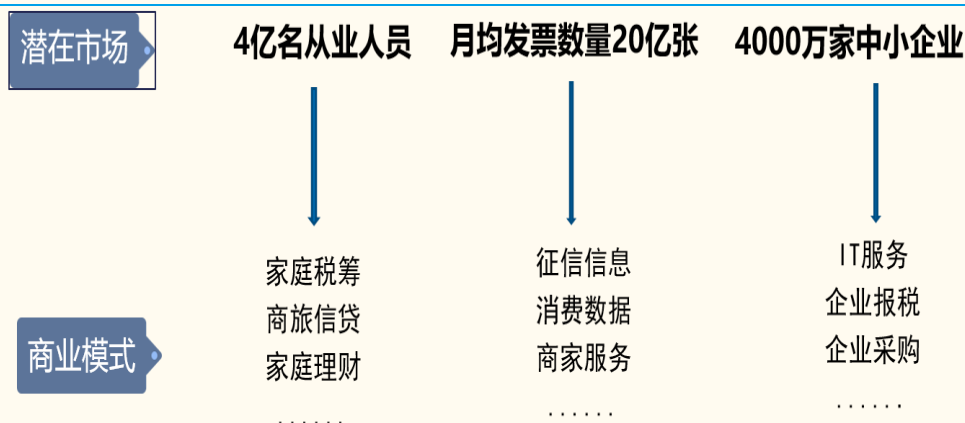 潜在市场
4亿名从业人员
月均发票数量20亿张
4000万家中小企业
商业模式
家庭税筹
商旅信贷
家庭理财
......
征信信息
消费数据
商家服务
......
IT服务
企业报税
企业采购
......